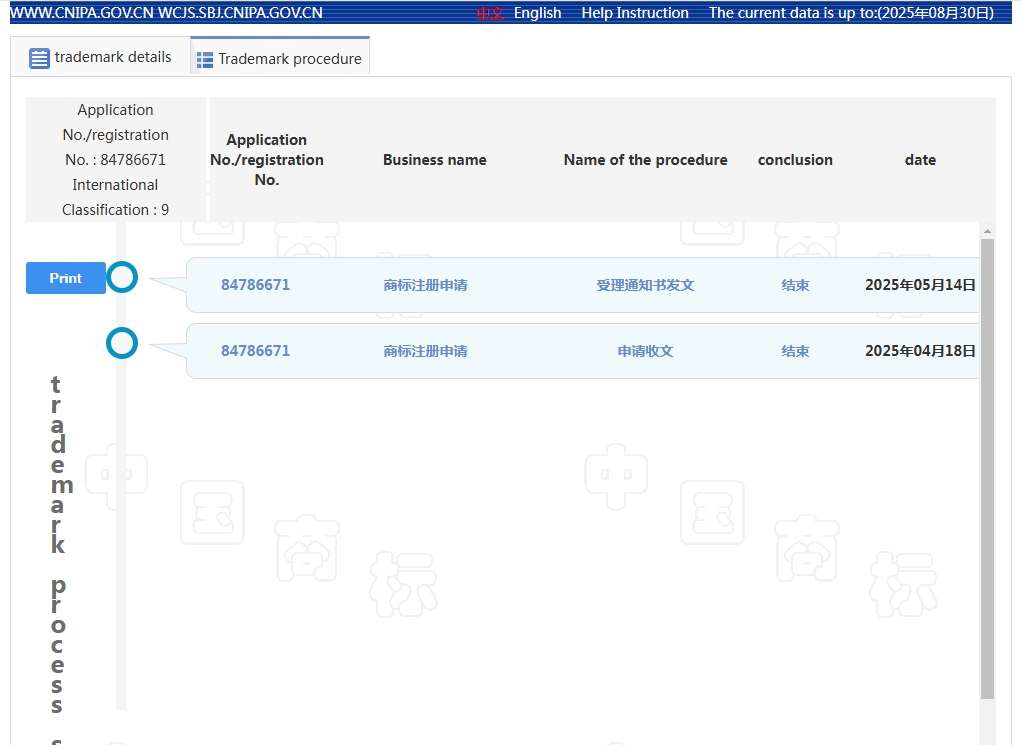 WWW.CNIPA.GOV.CN WCJS.SBJ.CNIPA.GOV.CN 中文 English Help Instruction The current data is up to:(2025年08月30日)
trademark details Trademark procedure
Application
No./registration
No. : 84786671
International
Classification : 9
Application
No./registration
No.
Business name
Name of the procedure
conclusion
date
Print
84786671 商标注册申请 受理通知书发文 结束 2025年05月14日
84786671 商标注册申请 申请收文 结束 2025年04月18日
trademark process
中国商标
中国商标